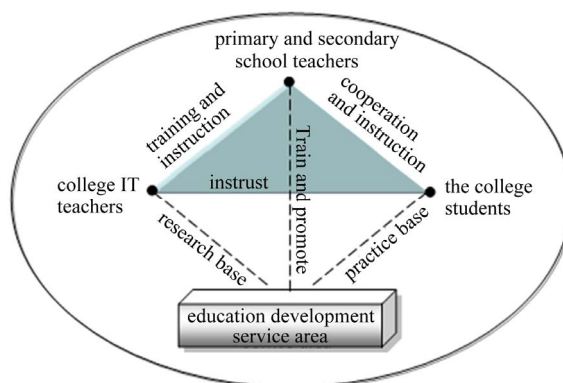 primary and secondary
school teachers
training and
instruction
cooperation
and instruction
Train and promote
college IT
teachers
instrust
the college
students
research base
practice base
education development
service area